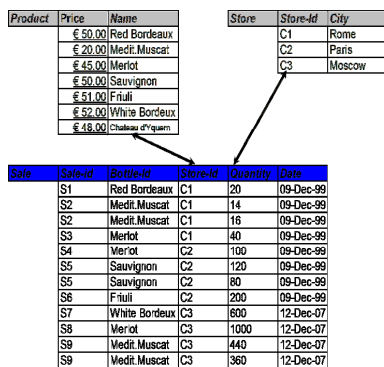 Product Price Name
€ 50.00 Red Bordeaux
€ 20.00 Medit.Muscat
€ 45.00 Merlot
€ 50.00 Sauvignon
€ 51.00 Friuli
€ 52.00 White Bordeux
€ 48.00 Chateau d'Yquem
Store Store-Id City
C1 Rome
C2 Paris
C3 Moscow
Sale Sale-Id Bottle-Id Store-Id Quantity Date
S1 Red Bordeaux C1 20 09-Dec-99
S2 Medit.Muscat C1 14 09-Dec-99
S2 Medit.Muscat C1 16 09-Dec-99
S3 Merlot C1 40 09-Dec-99
S4 Merlot C2 100 09-Dec-99
S5 Sauvignon C2 120 09-Dec-99
S5 Sauvignon C2 80 09-Dec-99
S6 Friuli C2 200 09-Dec-99
S7 White Bordeux C3 600 12-Dec-07
S8 Merlot C3 1000 12-Dec-07
S9 Medit.Muscat C3 440 12-Dec-07
S9 Medit.Muscat C3 360 12-Dec-07